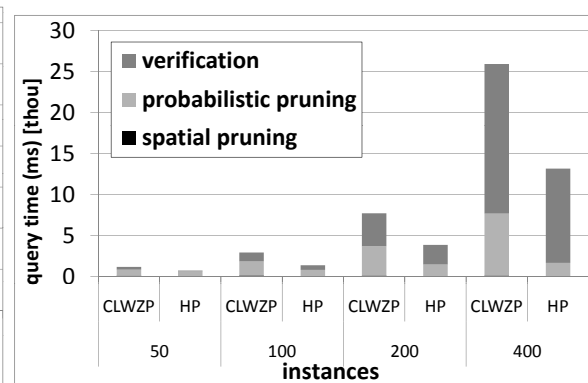 30
25
20
15
10
5
0
query time (ms) [thou]
verification
probabilistic pruning
spatial pruning
CLWZP HP CLWZP HP CLWZP HP CLWZP HP
50 100 200 400
instances